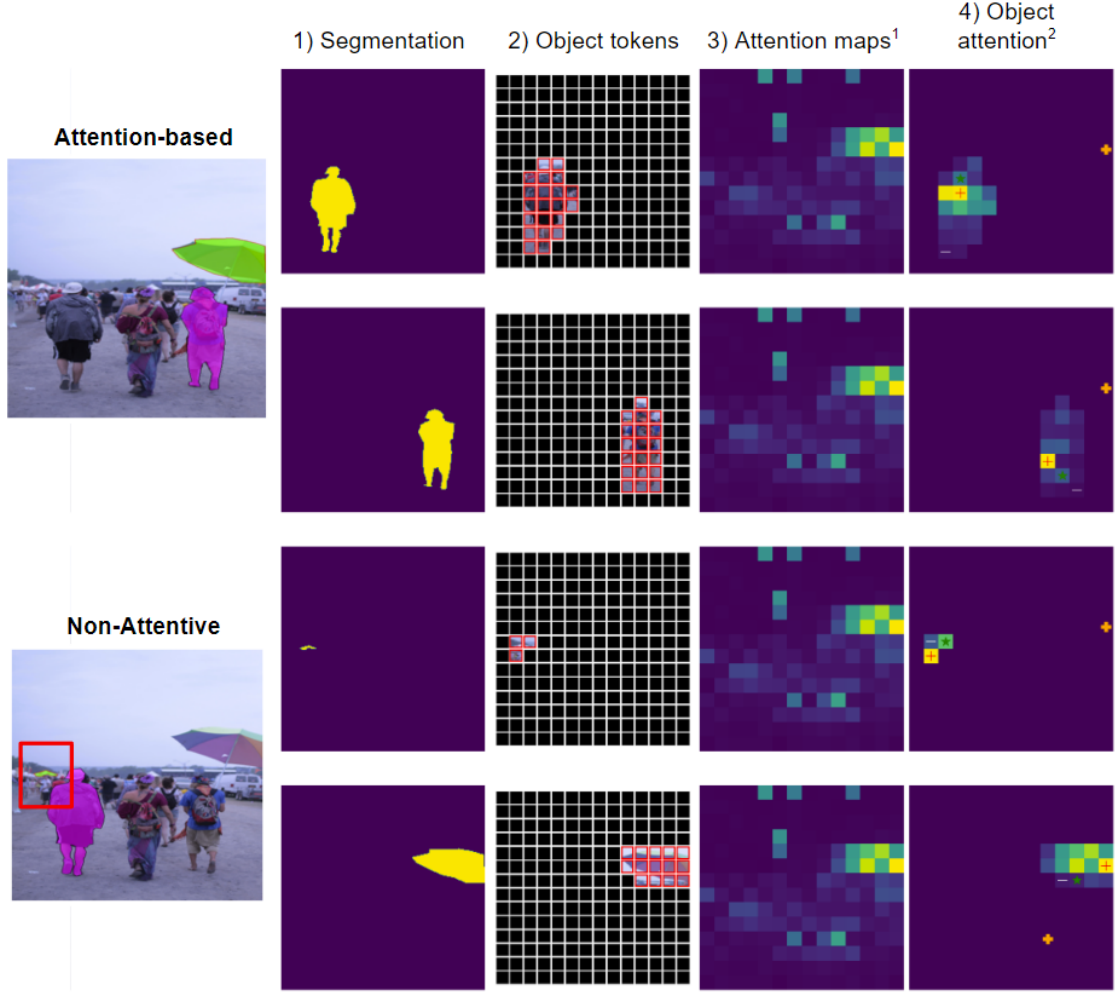 1) Segmentation
2) Object tokens
3) Attention maps¹
4) Object
attention²
Attention-based
Non-Attentive